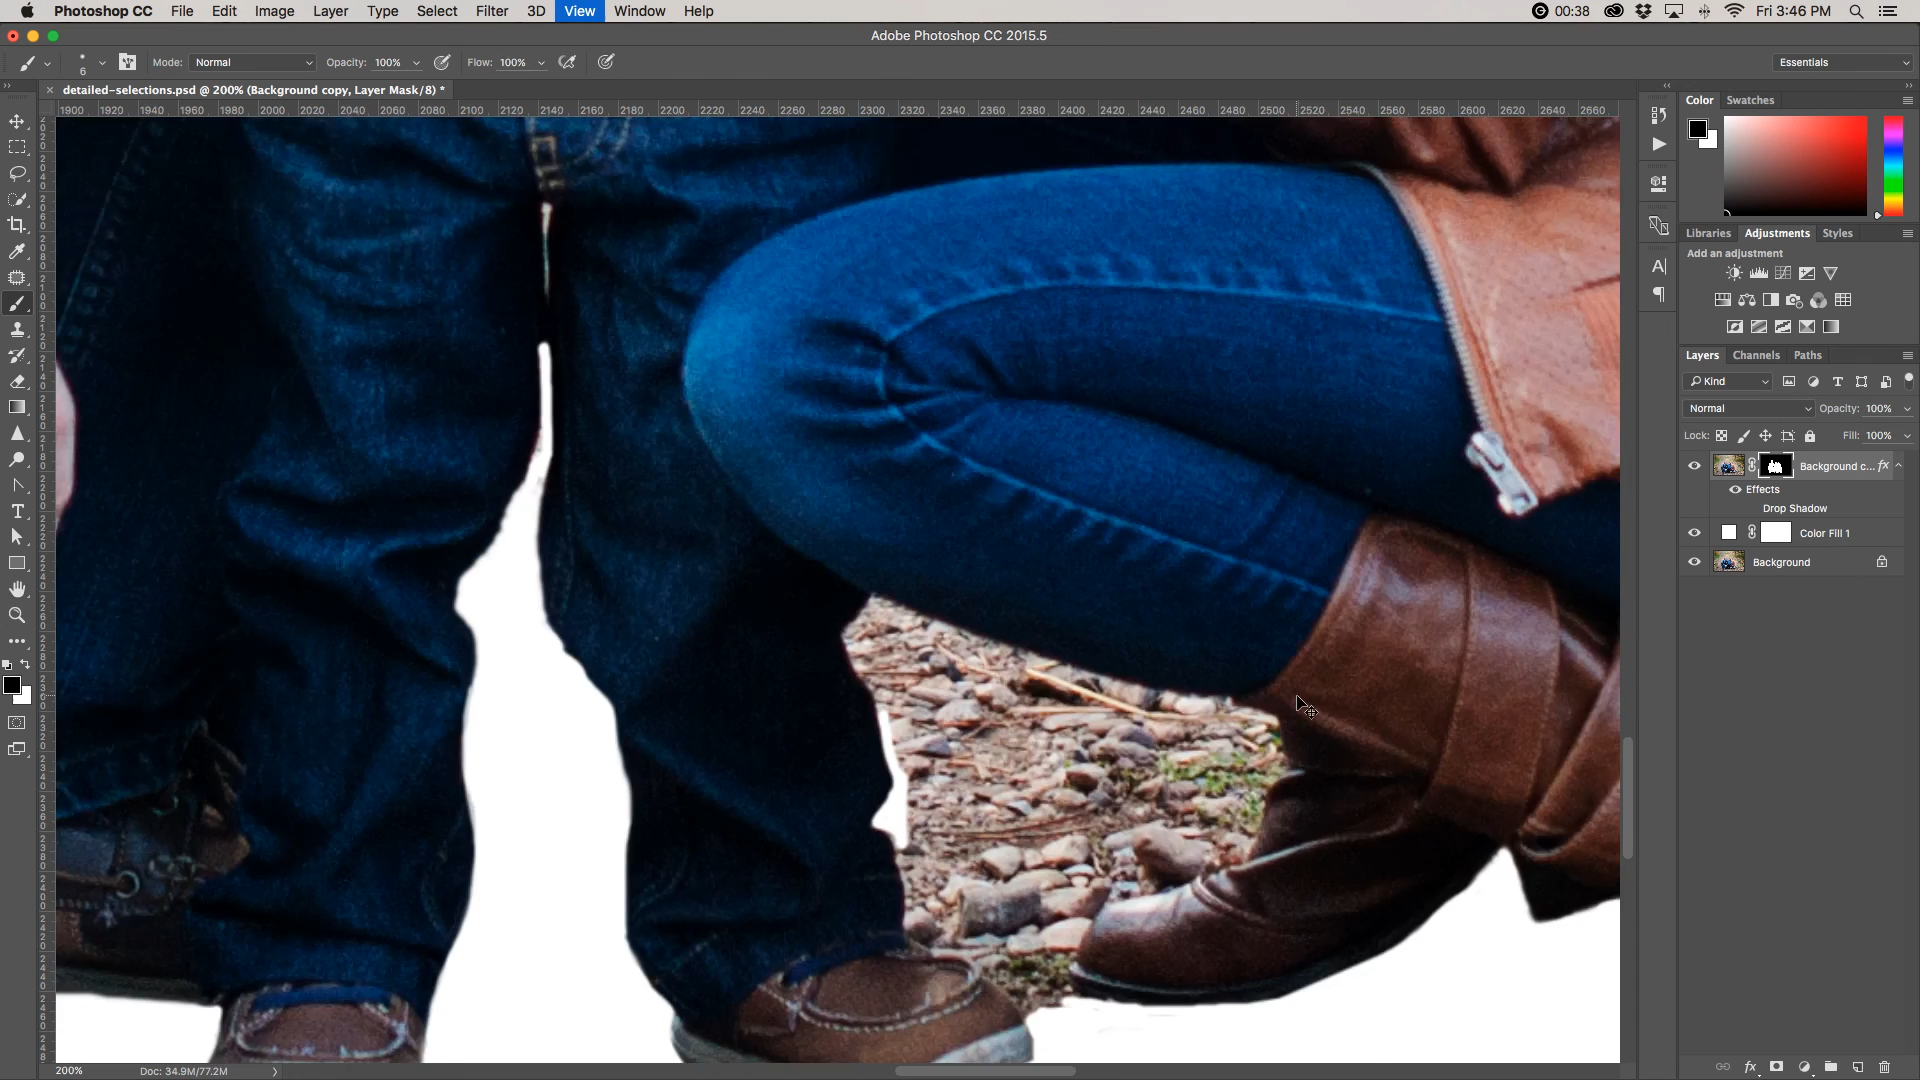 Photoshop CC File Edit Image Layer Type Select Filter 3D View Window Help 00:38 Fri 3:46 PM
Adobe Photoshop CC 2015.5
6 Mode: Normal Opacity: 100% Flow: 100% Essentials
× detailed-selections.psd @ 200% (Background copy, Layer Mask/8) *
1900 1920 1940 1960 1980 2000 2020 2040 2060 2080 2100 2120 2140 2160 2180 2200 2220 2240 2260 2280 2300 2320 2340 2360 2380 2400 2420 2440 2460 2480 2500 2520 2540 2560 2580 2600 2620 2640 2660
Color Swatches
Libraries Adjustments Styles
Add an adjustment
Layers Channels Paths
Kind
Normal Opacity: 100%
Lock: Fill: 100%
Background c... fx
Effects
Drop Shadow
Color Fill 1
Background
200% Doc: 34.9M/77.2M
fx